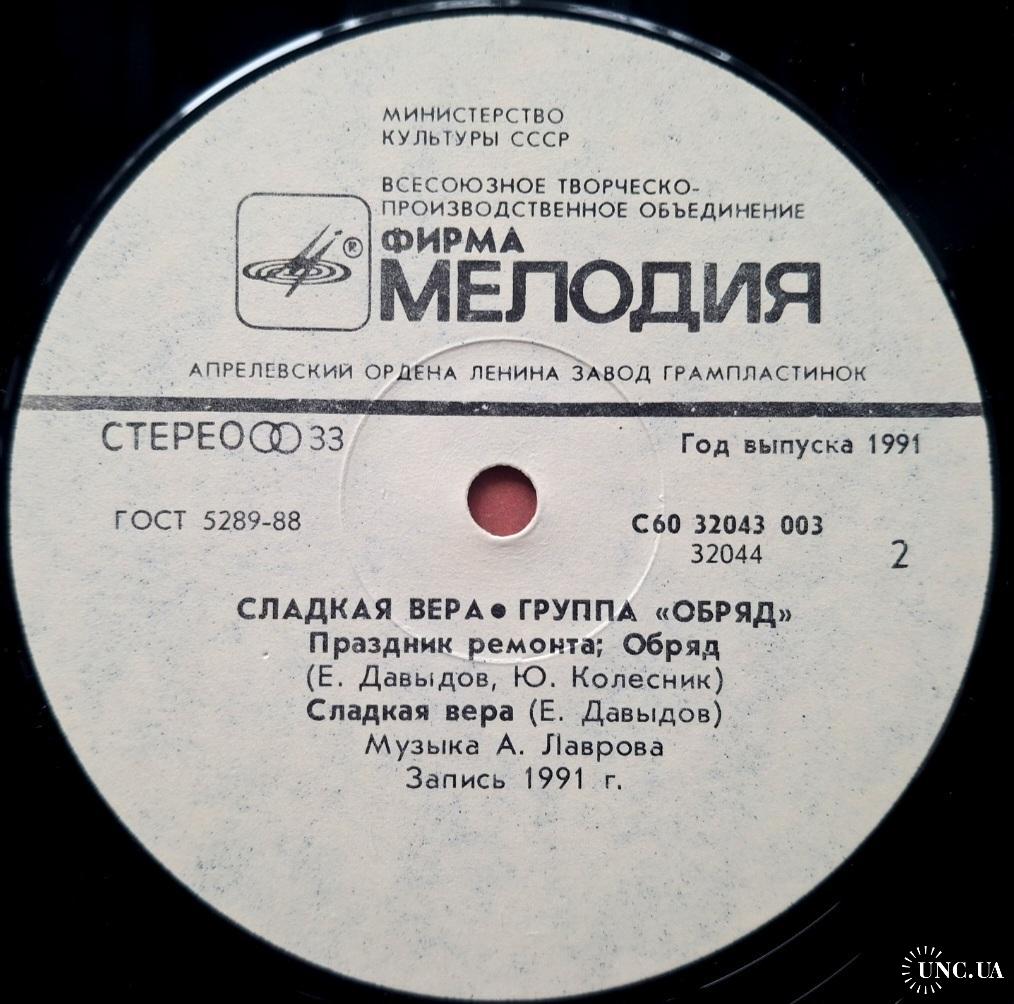 МИНИСТЕРСТВО
КУЛЬТУРЫ СССР
ВСЕСОЮЗНОЕ ТВОРЧЕСКО-
ПРОИЗВОДСТВЕННОЕ ОБЪЕДИНЕНИЕ
®
ФИРМА
МЕЛОДИЯ
АПРЕЛЕВСКИЙ ОРДЕНА ЛЕНИНА ЗАВОД ГРАМПЛАСТИНОК
СТЕРЕО 33
Год выпуска 1991
ГОСТ 5289-88
С60 32043 003
32044
2
СЛАДКАЯ ВЕРА • ГРУППА «ОБРЯД»
Праздник ремонта; Обряд
(Е. Давыдов, Ю. Колесник)
Сладкая вера (Е. Давыдов)
Музыка А. Лаврова
Запись 1991 г.
UNC.UA